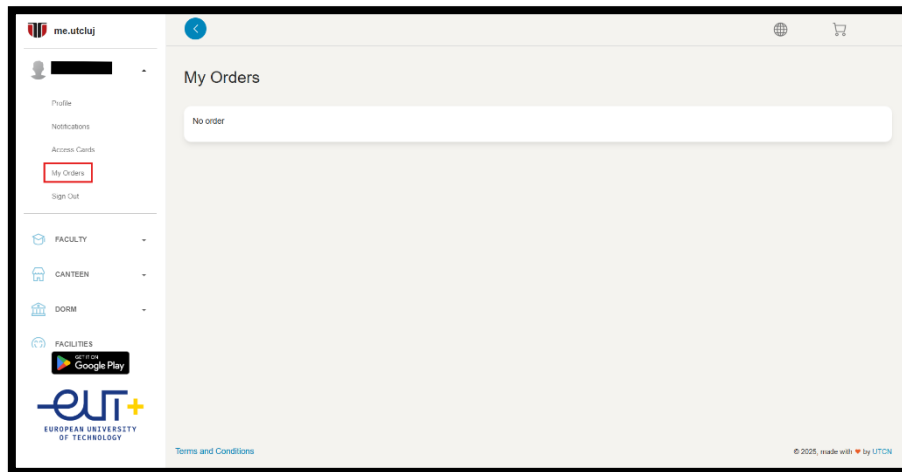 me.utcluj
Profile
Notifications
Access Cards
My Orders
Sign Out
FACULTY
CANTEEN
DORM
FACILITIES
GET IT ON
Google Play
eut+
EUROPEAN UNIVERSITY
OF TECHNOLOGY
My Orders
No order
Terms and Conditions
© 2025, made with ♥ by UTCN